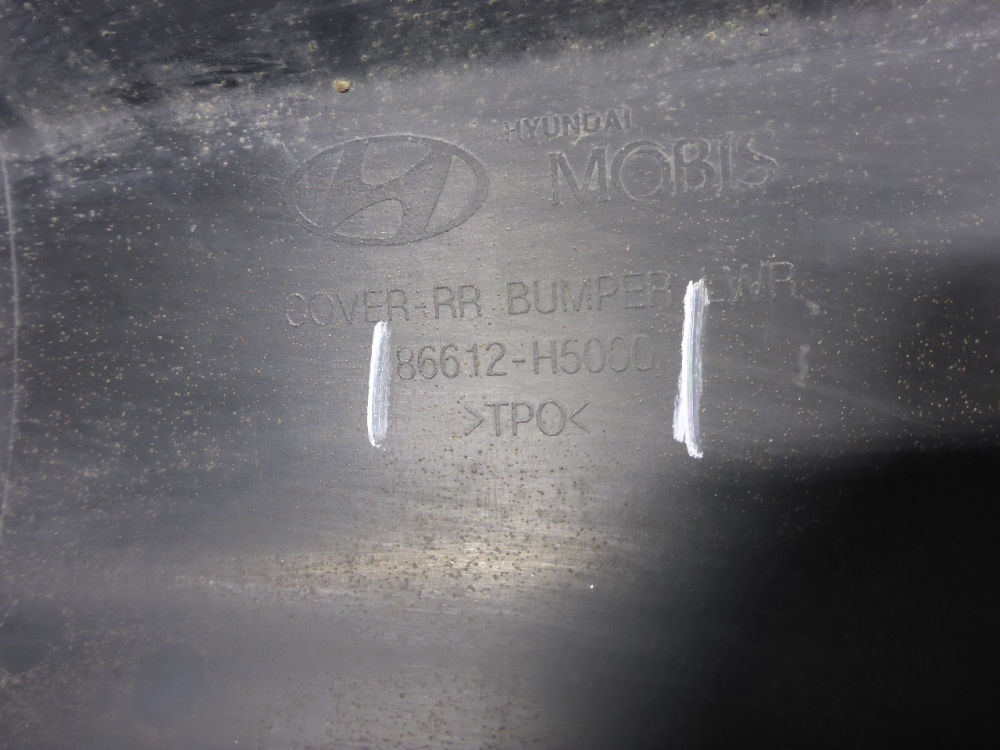 HYUNDAI
MOBIS
COVER-RR BUMPER LWR
86612-H5000
>TPO<